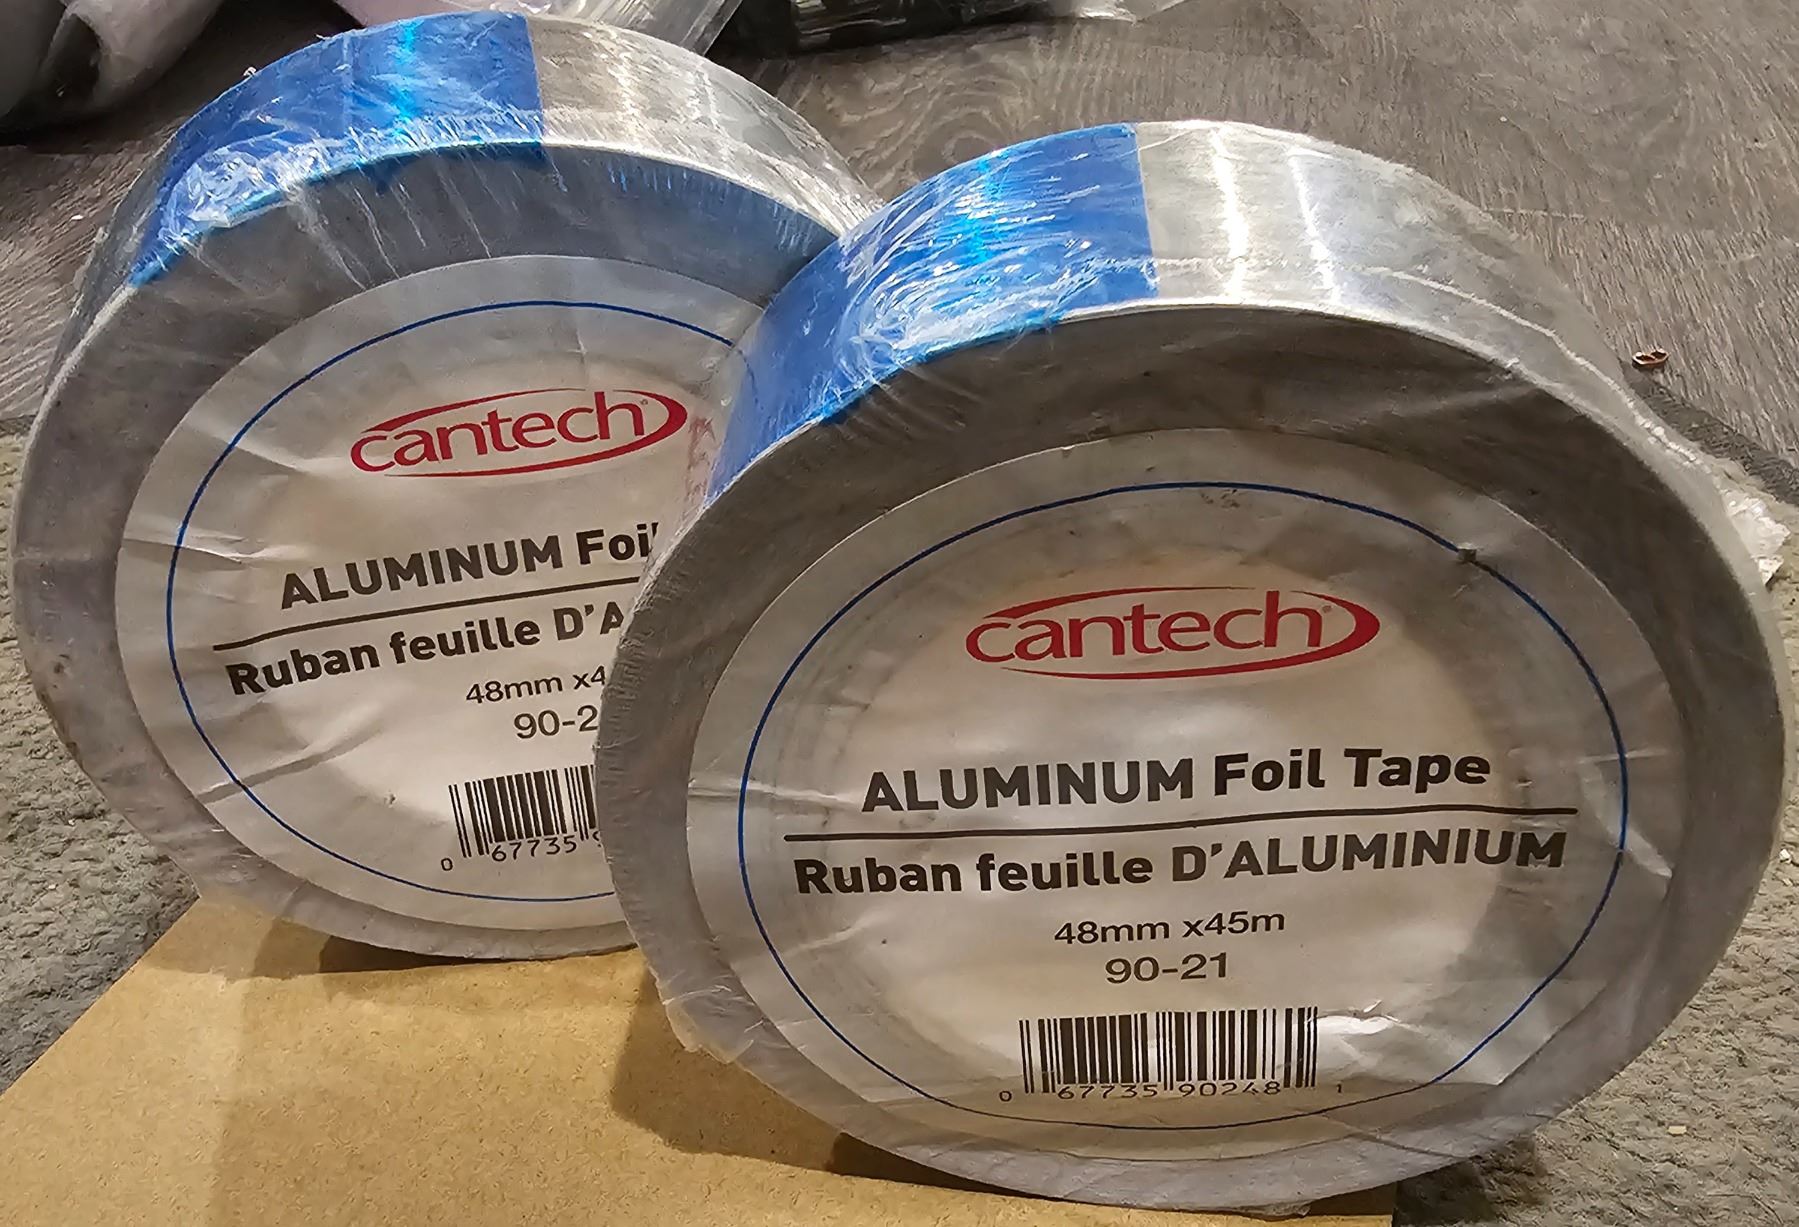 cantech
ALUMINUM Foil
Ruban feuille D'A
48mm x4
90-2
0 67735
cantech
ALUMINUM Foil Tape
Ruban feuille D'ALUMINIUM
48mm x45m
90-21
0 67735 90248 1